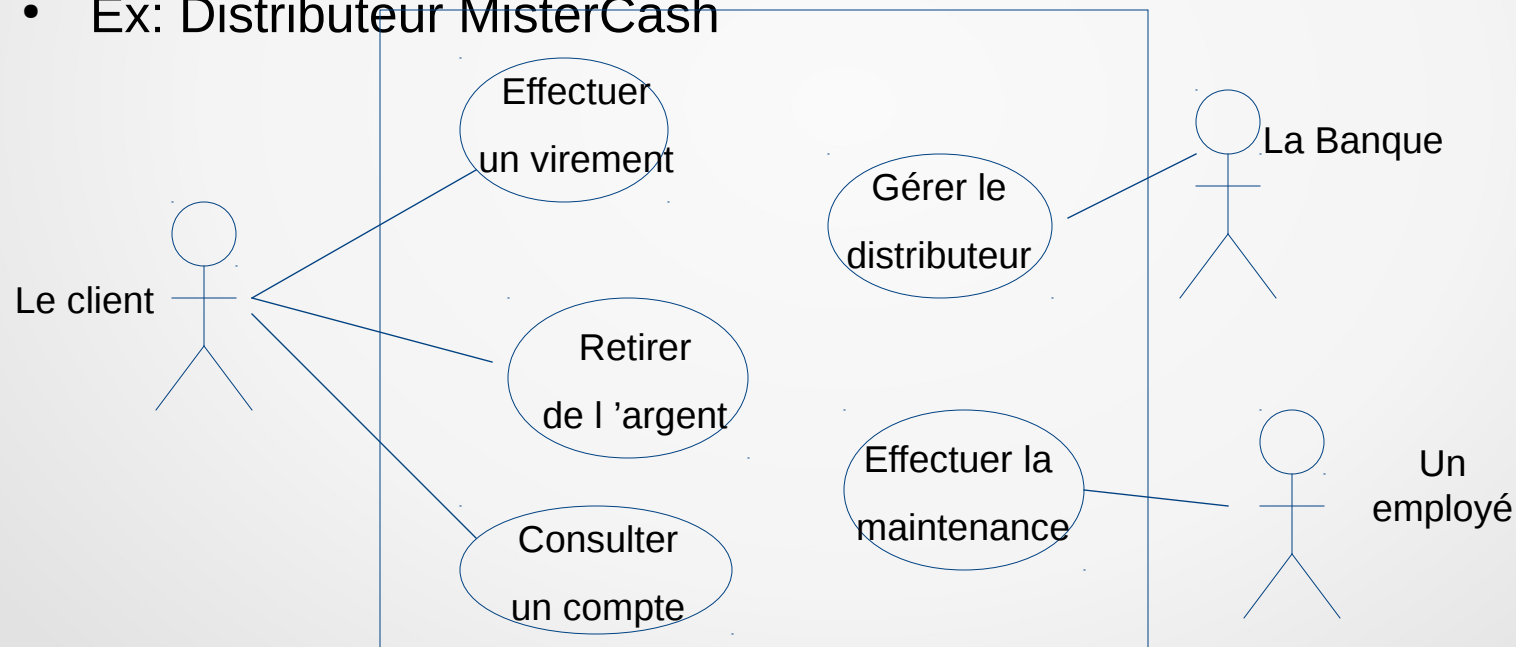 • Ex: Distributeur MisterCash
Effectuer
un virement
La Banque
Gérer le
distributeur
Le client
Retirer
de l ’argent
Effectuer la
maintenance
Un
employé
Consulter
un compte